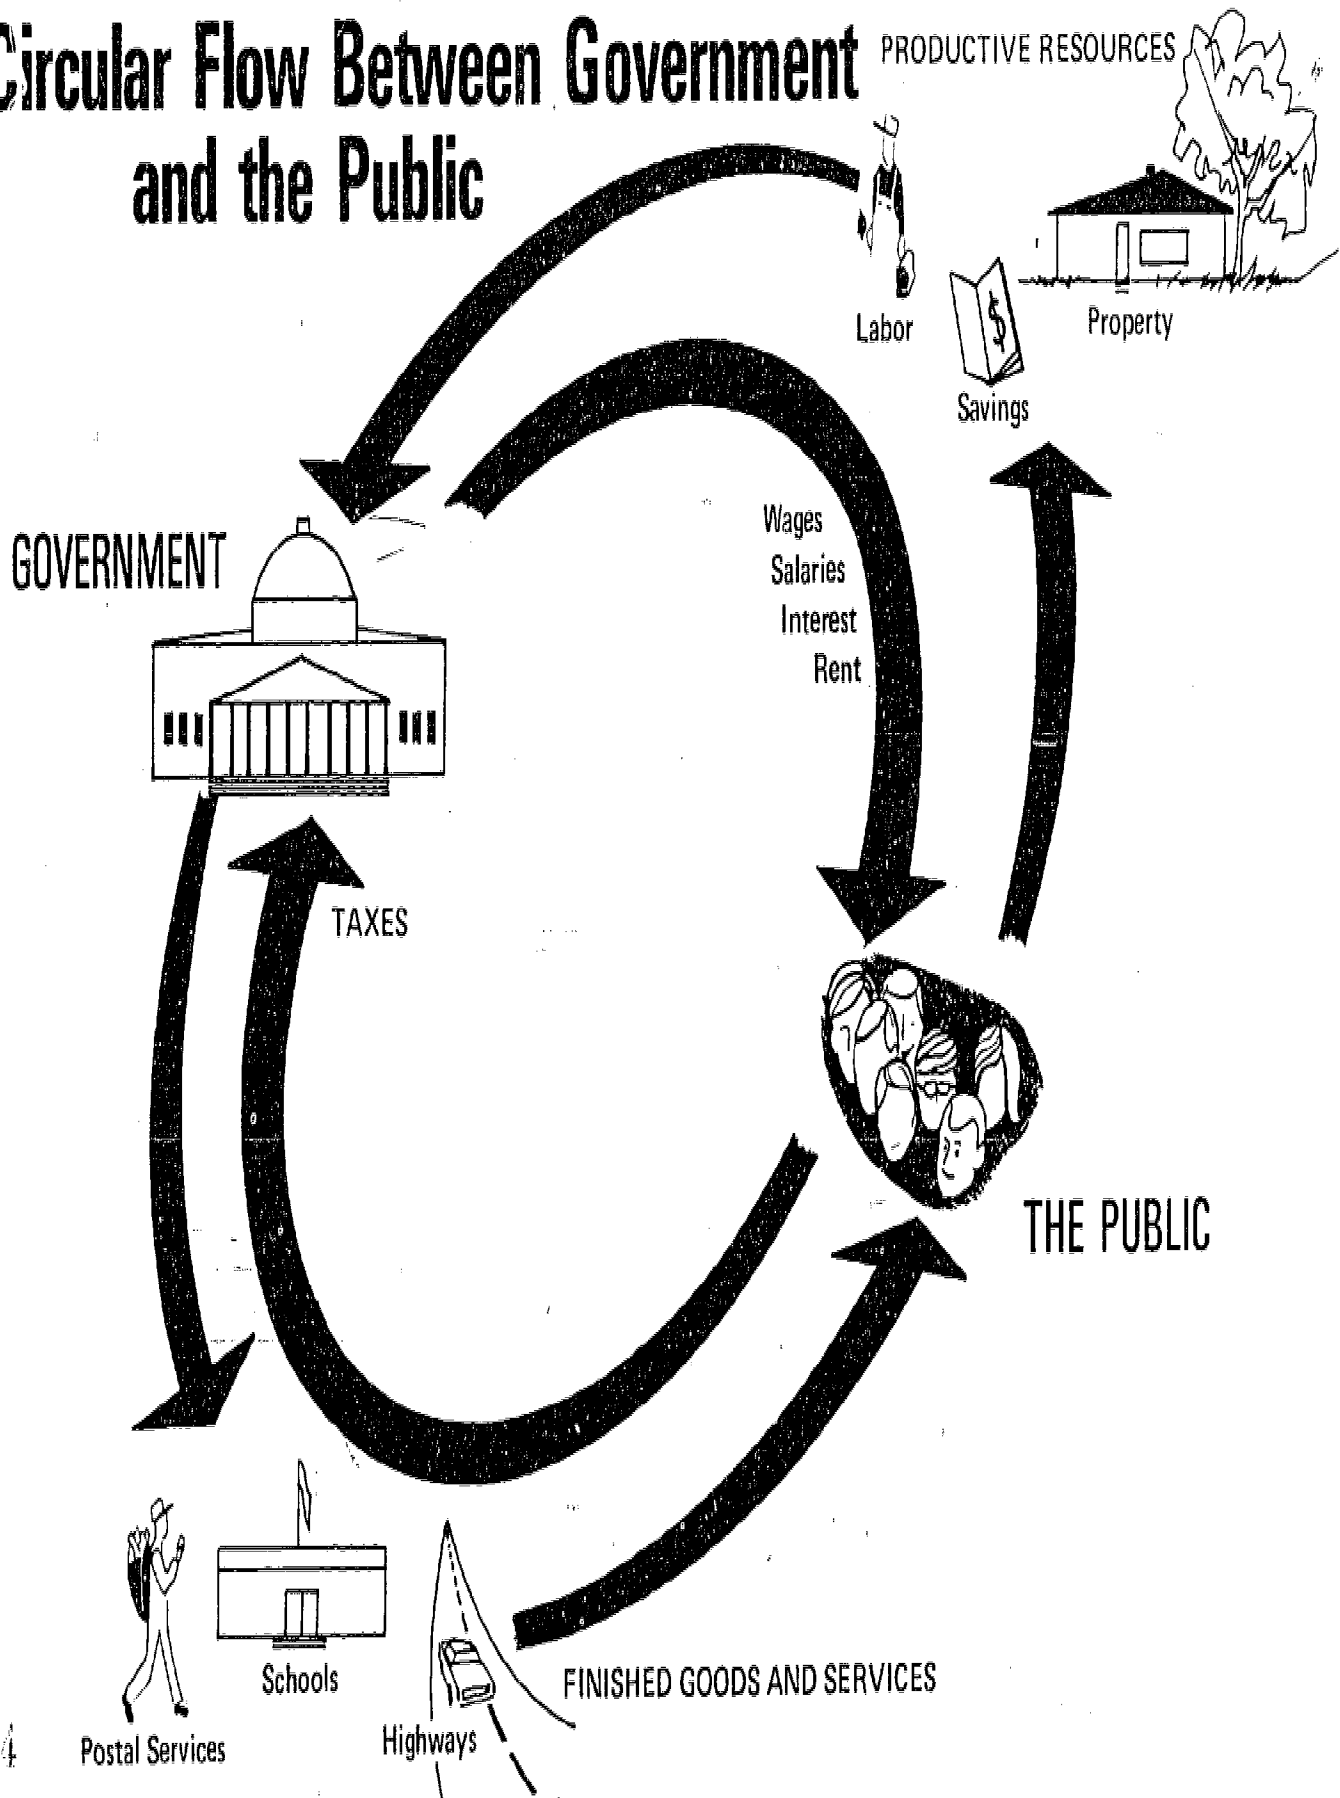 Circular Flow Between Government
and the Public
PRODUCTIVE RESOURCES
Labor
Property
$
Savings
GOVERNMENT
Wages
Salaries
Interest
Rent
TAXES
THE PUBLIC
Schools
FINISHED GOODS AND SERVICES
Highways
Postal Services
4